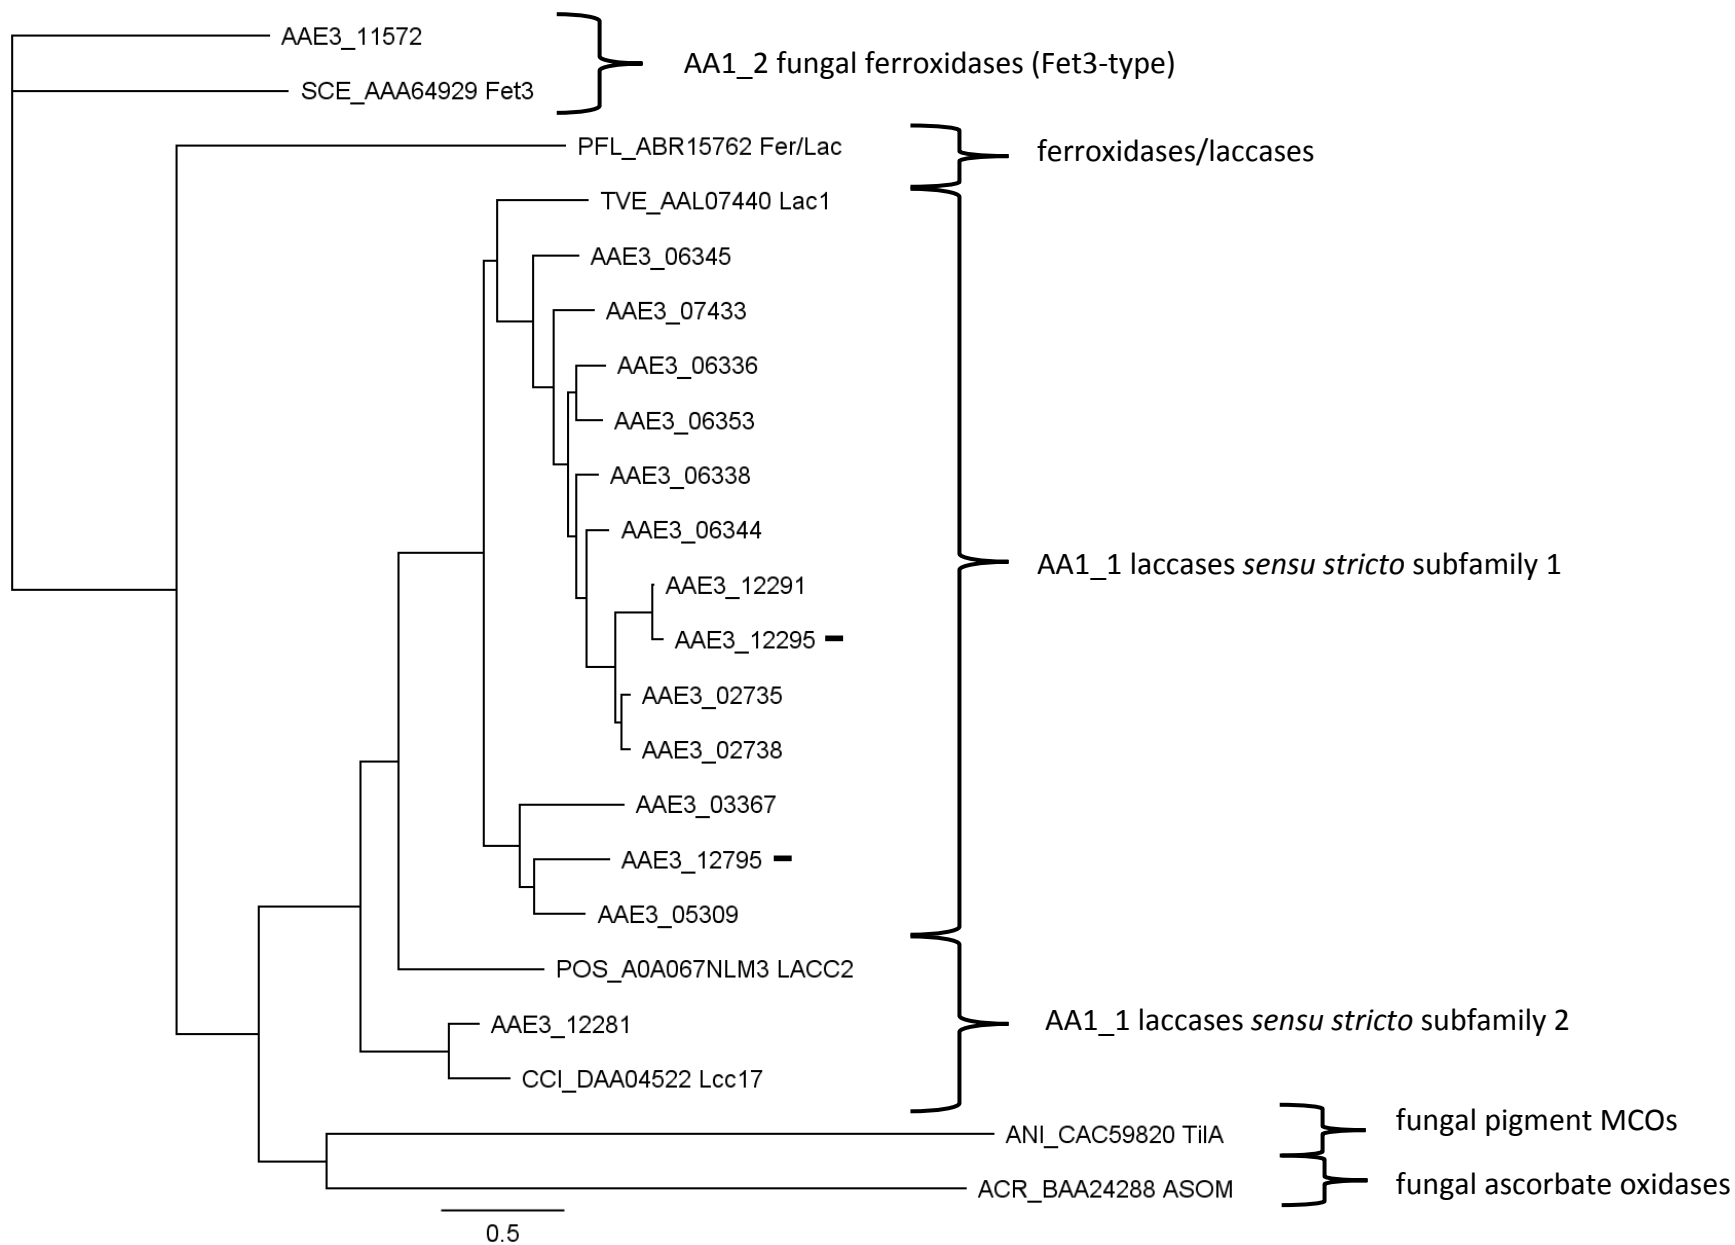 AAE3_11572
AA1_2 fungal ferroxidases (Fet3-type)
SCE_AAA64929 Fet3
PFL_ABR15762 Fer/Lac
ferroxidases/laccases
TVE_AAL07440 Lac1
AAE3_06345
AAE3_07433
AAE3_06336
AAE3_06353
AAE3_06338
AAE3_06344
AA1_1 laccases sensu stricto subfamily 1
AAE3_12291
AAE3_12295
AAE3_02735
AAE3_02738
AAE3_03367
AAE3_12795
AAE3_05309
POS_A0A067NLM3 LACC2
AAE3_12281
AA1_1 laccases sensu stricto subfamily 2
CCI_DAA04522 Lcc17
fungal pigment MCOs
ANI_CAC59820 TilA
ACR_BAA24288 ASOM
fungal ascorbate oxidases
0.5